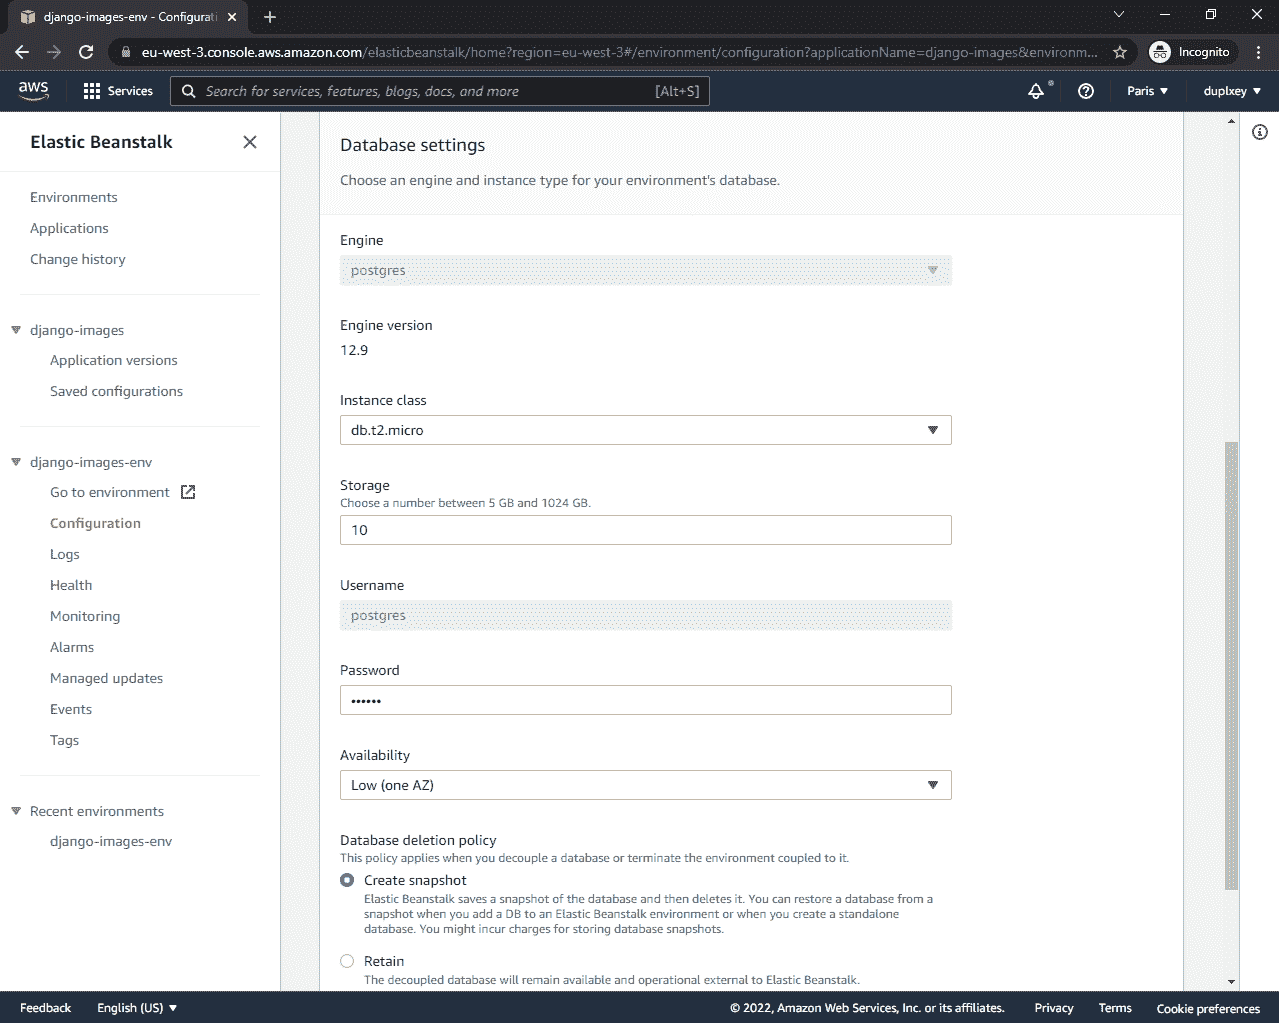 django-images-env - Configurati
eu-west-3.console.aws.amazon.com/elasticbeanstalk/home?region=eu-west-3#/environment/configuration?applicationName=django-images&environm...
Incognito
aws
Services
Search for services, features, blogs, docs, and more
[Alt+S]
Paris
duplxey
Elastic Beanstalk
Environments
Applications
Change history
django-images
Application versions
Saved configurations
django-images-env
Go to environment
Configuration
Logs
Health
Monitoring
Alarms
Managed updates
Events
Tags
Recent environments
django-images-env
Database settings
Choose an engine and instance type for your environment's database.
Engine
postgres
Engine version
12.9
Instance class
db.t2.micro
Storage
Choose a number between 5 GB and 1024 GB.
10
Username
postgres
Password
••••••
Availability
Low (one AZ)
Database deletion policy
This policy applies when you decouple a database or terminate the environment coupled to it.
Create snapshot
Elastic Beanstalk saves a snapshot of the database and then deletes it. You can restore a database from a
snapshot when you add a DB to an Elastic Beanstalk environment or when you create a standalone
database. You might incur charges for storing database snapshots.
Retain
The decoupled database will remain available and operational external to Elastic Beanstalk.
Feedback
English (US)
© 2022, Amazon Web Services, Inc. or its affiliates.
Privacy
Terms
Cookie preferences